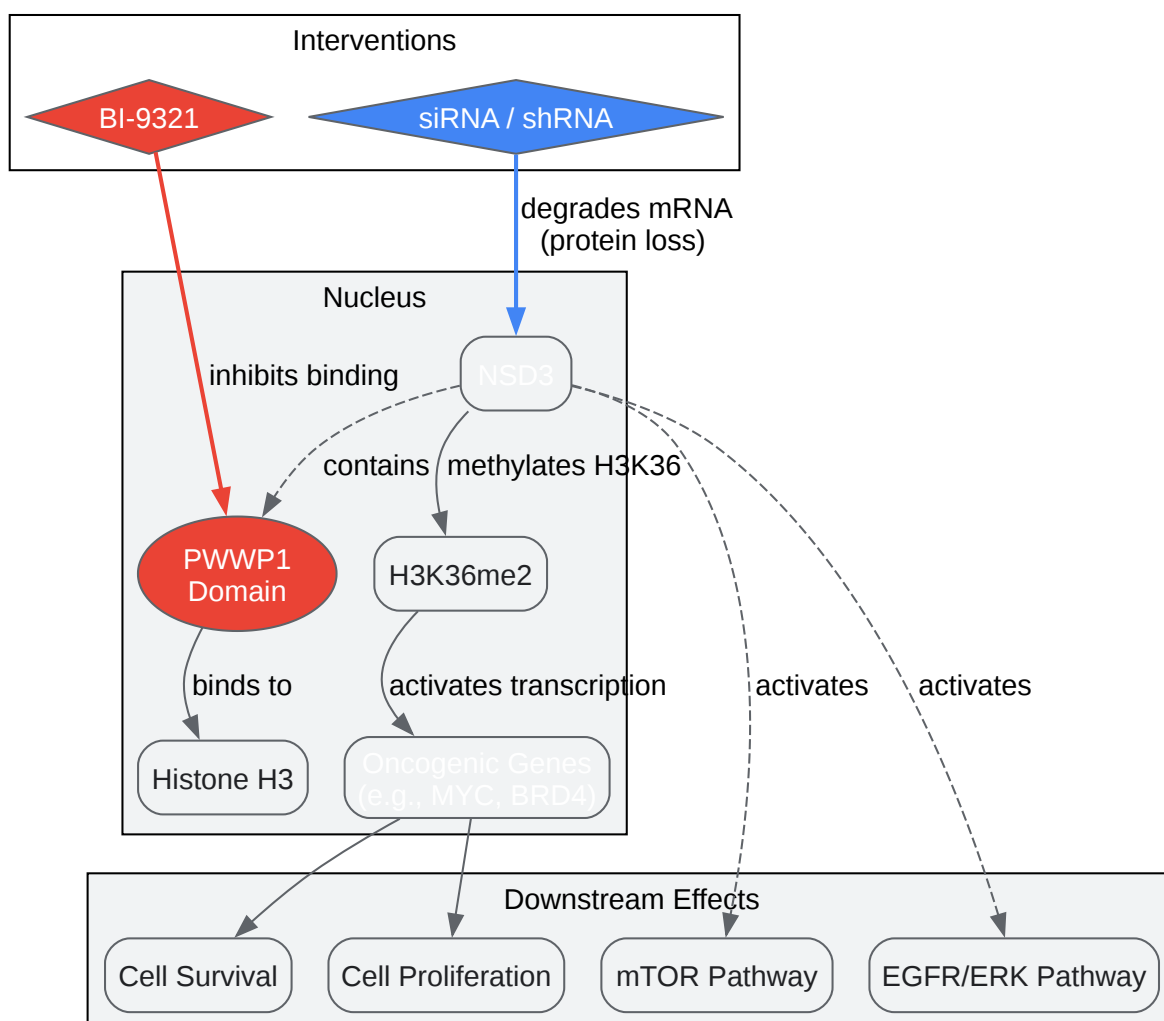 Interventions
BI-9321
siRNA / shRNA
degrades mRNA
(protein loss)
Nucleus
NSD3
inhibits binding
contains
methylates H3K36
PWWP1
Domain
H3K36me2
binds to
activates transcription
activates
activates
Histone H3
Oncogenic Genes
(e.g., MYC, BRD4)
Downstream Effects
Cell Survival
Cell Proliferation
mTOR Pathway
EGFR/ERK Pathway